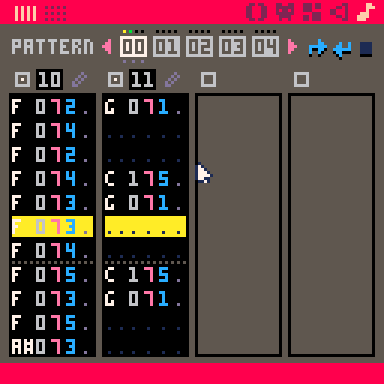 PATTERN 00 01 02 03 04
10 11
F 072. G 071.
F 074. ......
F 072. ......
F 074. C 175.
F 073. G 071.
F 073. ......
F 074. ......
F 075. C 175.
F 073. G 071.
F 075. ......
A#073. ......